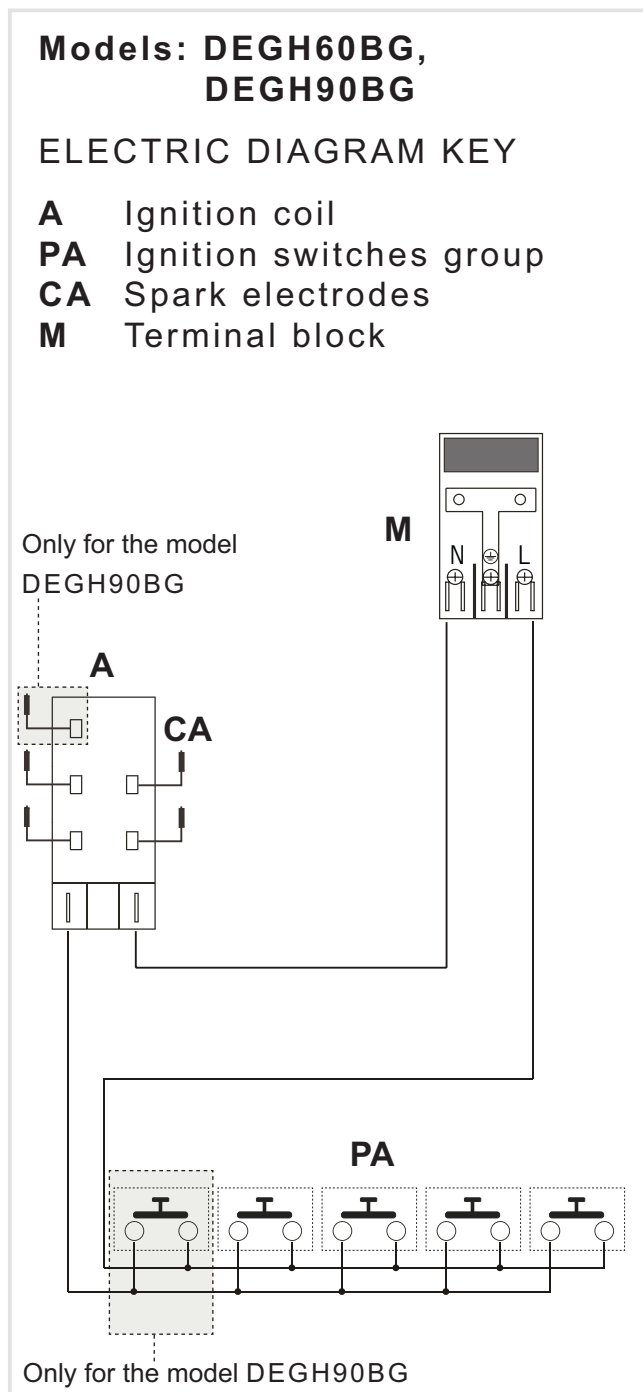 Models: DEGH60BG,
DEGH90BG
ELECTRIC DIAGRAM KEY
A Ignition coil
PA Ignition switches group
CA Spark electrodes
M Terminal block
M
N L
Only for the model
DEGH90BG
A
CA
PA
Only for the model DEGH90BG